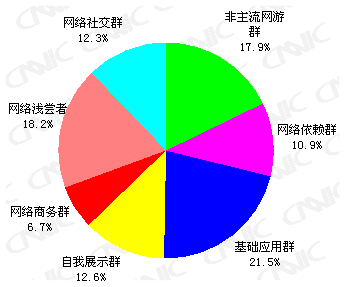 网络社交群
12.3%
非主流网游
群
17.9%
网络浅尝者
18.2%
网络依赖群
10.9%
网络商务群
6.7%
基础应用群
21.5%
自我展示群
12.6%
CNNIC